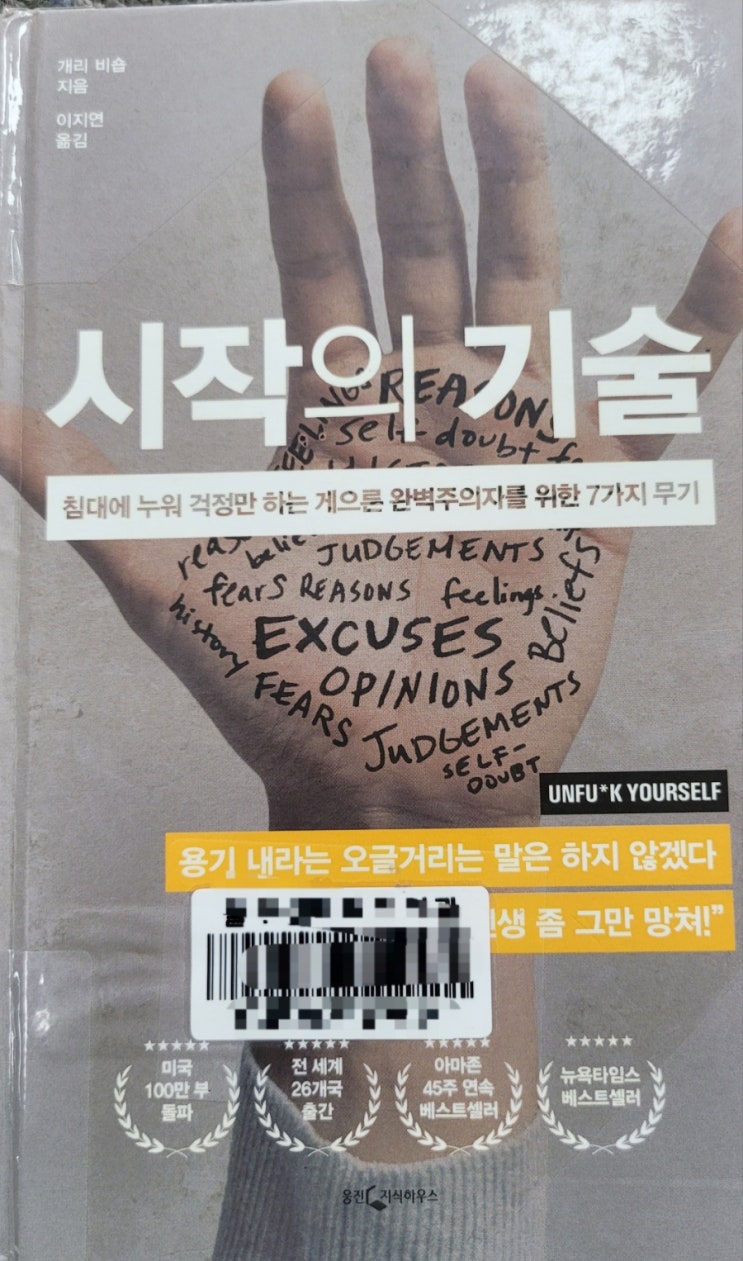 개리 비숍
지음
이지연
옮김
시작의 기술
FEELINGS REASONS
self-doubt
침대에 누워 걱정만 하는 게으른 완벽주의자를 위한 7가지 무기
JUDGEMENTS
fears REASONS feelings
Beliefs
history
EXCUSES
OPINIONS
FEARS
JUDGEMENTS
SELF-
DOUBT
UNFU*K YOURSELF
용기 내라는 오글거리는 말은 하지 않겠다
좀 그만 망쳐!”
★★★★★ ★★★★★ ★★★★★ ★★★★★
미국
100만 부
돌파
전 세계
26개국
출간
아마존
45주 연속
베스트셀러
뉴욕타임스
베스트셀러
웅진 지식하우스